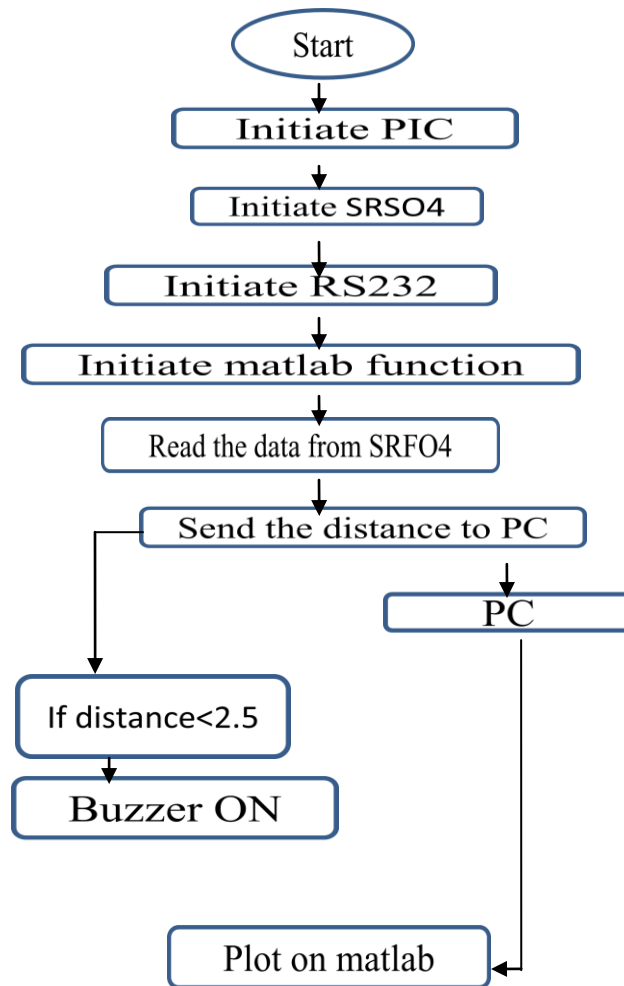 Start
Initiate PIC
Initiate SRSO4
Initiate RS232
Initiate matlab function
Read the data from SRFO4
Send the distance to PC
PC
If distance<2.5
Buzzer ON
Plot on matlab